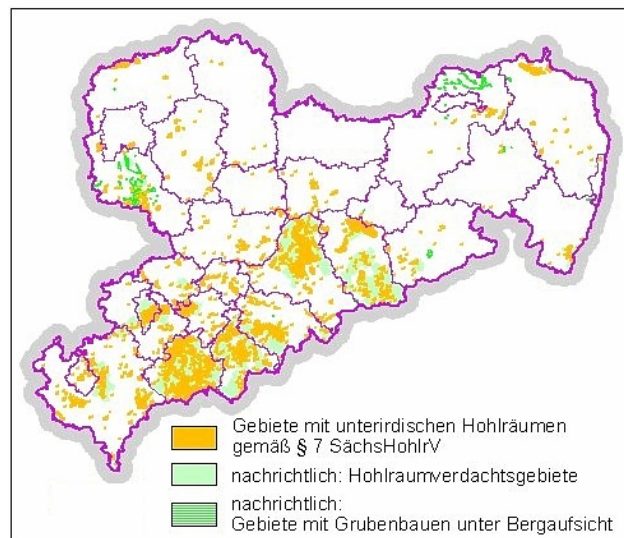 Gebiete mit unterirdischen Hohlräumen
gemäß § 7 SächsHohlrV
nachrichtlich: Hohlraumverdachtsgebiete
nachrichtlich:
Gebiete mit Grubenbauen unter Bergaufsicht